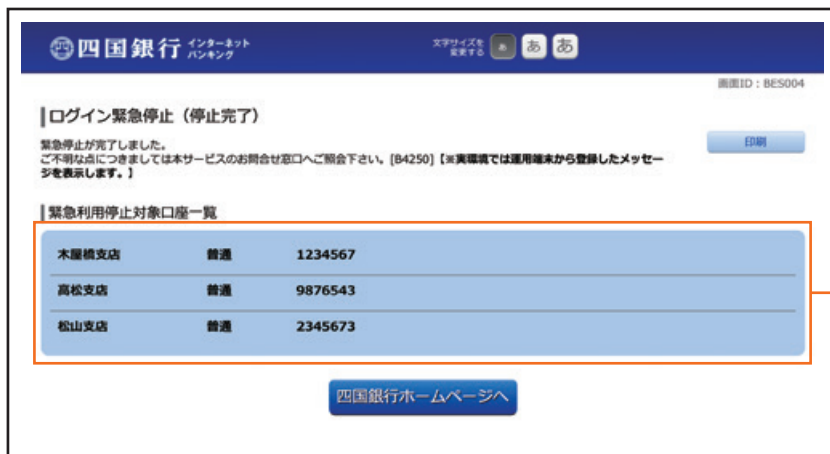 四国銀行 インターネット
バンキング
文字サイズを
変更する あ あ あ
画面ID：BES004
ログイン緊急停止（停止完了）
緊急停止が完了しました。
ご不明な点につきましては本サービスのお問合せ窓口へご照会下さい。[B4250]【※実環境では運用端末から登録したメッセー
ジを表示します。】
印刷
緊急利用停止対象口座一覧
木屋橋支店 普通 1234567
高松支店 普通 9876543
松山支店 普通 2345673
四国銀行ホームページへ